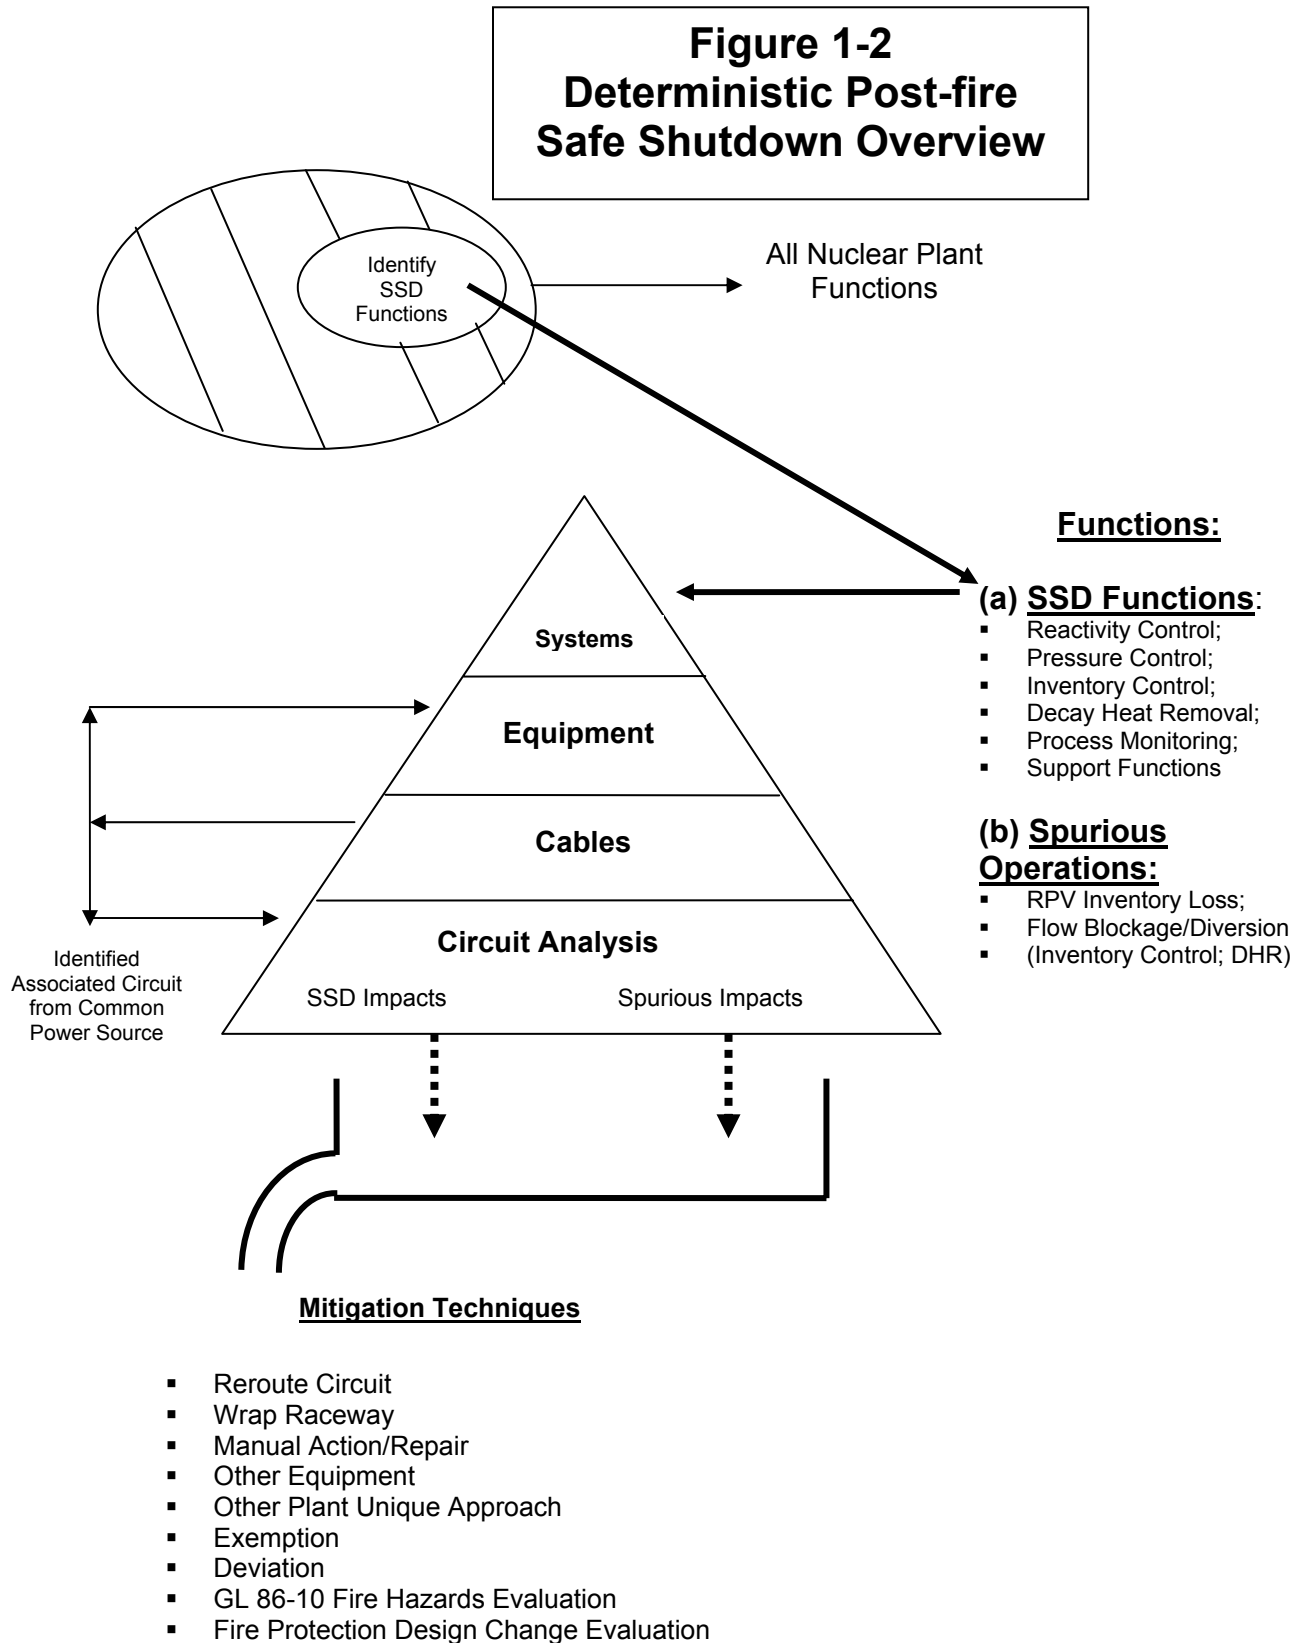 Figure 1-2
Deterministic Post-fire
Safe Shutdown Overview
Identify
SSD
Functions
All Nuclear Plant
Functions
Functions:
(a) SSD Functions:
▪ Reactivity Control;
▪ Pressure Control;
▪ Inventory Control;
▪ Decay Heat Removal;
▪ Process Monitoring;
▪ Support Functions
(b) Spurious
Operations:
▪ RPV Inventory Loss;
▪ Flow Blockage/Diversion
▪ (Inventory Control; DHR)
Systems
Equipment
Cables
Circuit Analysis
SSD Impacts
Spurious Impacts
Identified
Associated Circuit
from Common
Power Source
Mitigation Techniques
▪ Reroute Circuit
▪ Wrap Raceway
▪ Manual Action/Repair
▪ Other Equipment
▪ Other Plant Unique Approach
▪ Exemption
▪ Deviation
▪ GL 86-10 Fire Hazards Evaluation
▪ Fire Protection Design Change Evaluation